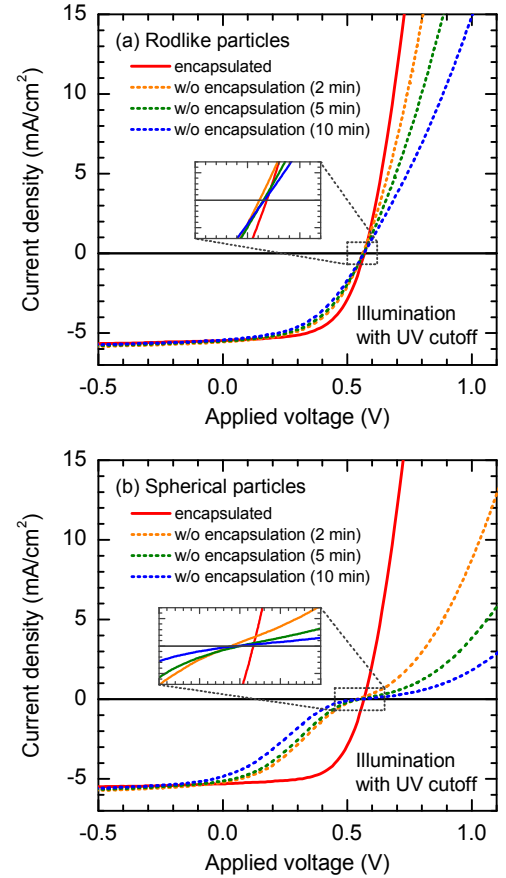 15
(a) Rodlike particles
encapsulated
w/o encapsulation (2 min)
10
w/o encapsulation (5 min)
w/o encapsulation (10 min)
5
0
Illumination
with UV cutoff
-5
Current density (mA/cm²)
-0.5 0.0 0.5 1.0
Applied voltage (V)
15
(b) Spherical particles
encapsulated
w/o encapsulation (2 min)
10
w/o encapsulation (5 min)
w/o encapsulation (10 min)
5
0
Illumination
with UV cutoff
-5
Current density (mA/cm²)
-0.5 0.0 0.5 1.0
Applied voltage (V)